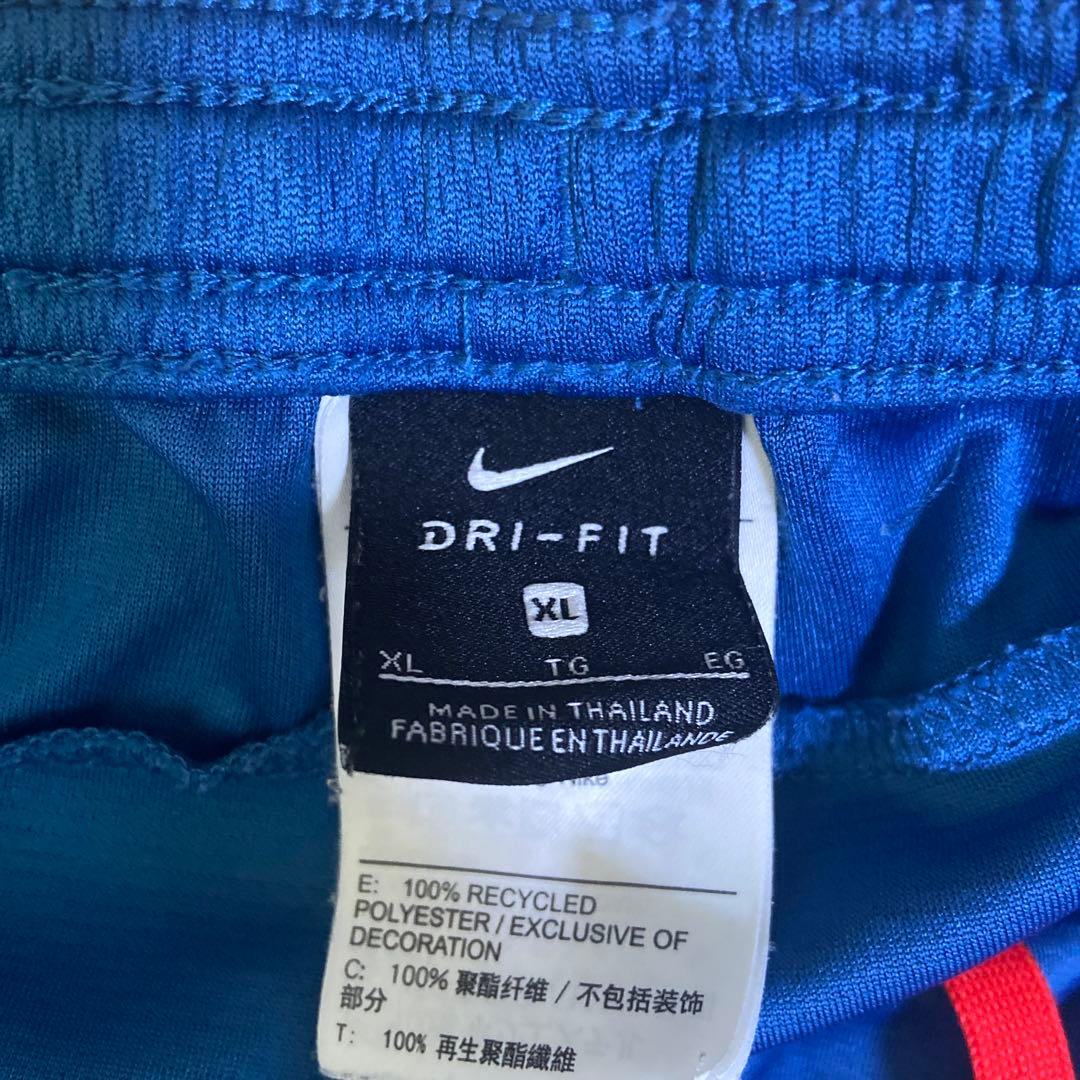 DRI-FIT
XL
XL TG EG
MADE IN THAILAND
FABRIQUE EN THAÏLANDE
E: 100% RECYCLED
POLYESTER / EXCLUSIVE OF
DECORATION
C: 100% 聚酯纤维 / 不包括装饰
部分
T: 100% 再生聚酯纖維